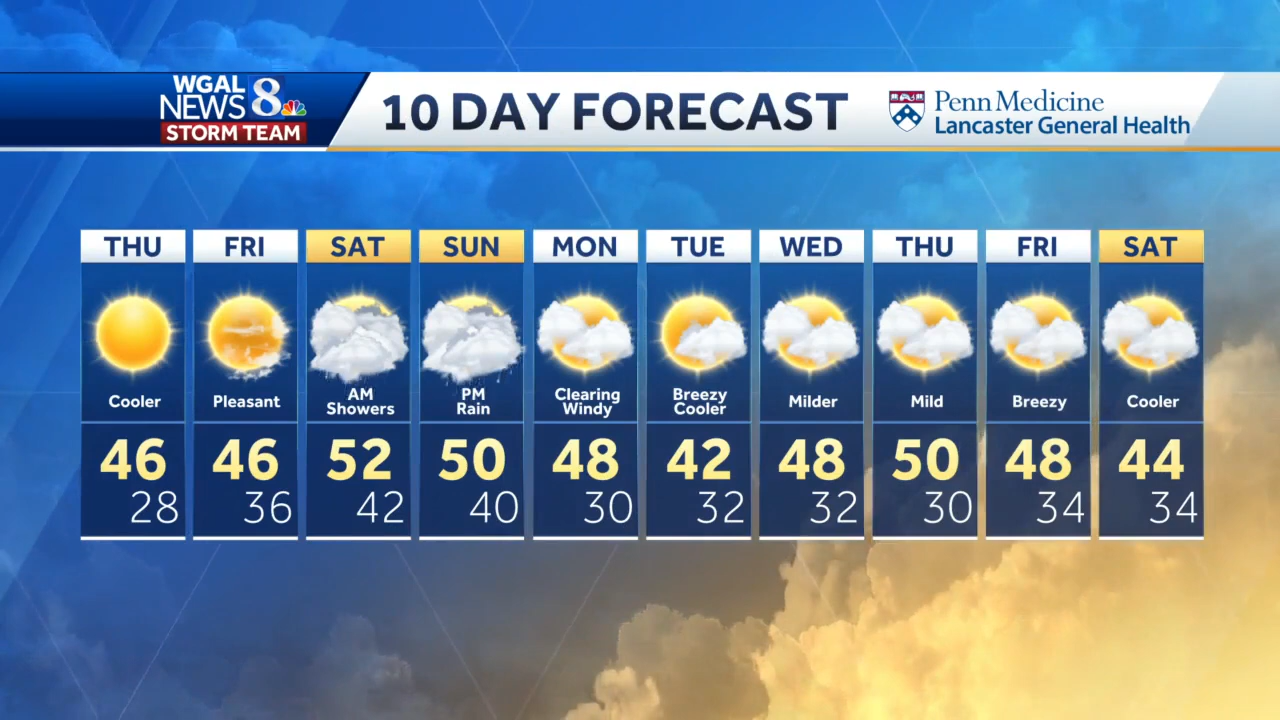 WGAL
NEWS 8
STORM TEAM
10 DAY FORECAST
Penn Medicine
Lancaster General Health
THU FRI SAT SUN MON TUE WED THU FRI SAT
Cooler Pleasant AM Showers PM Rain Clearing Windy Breezy Cooler Milder Mild Breezy Cooler
46 46 52 50 48 42 48 50 48 44
28 36 42 40 30 32 32 30 34 34